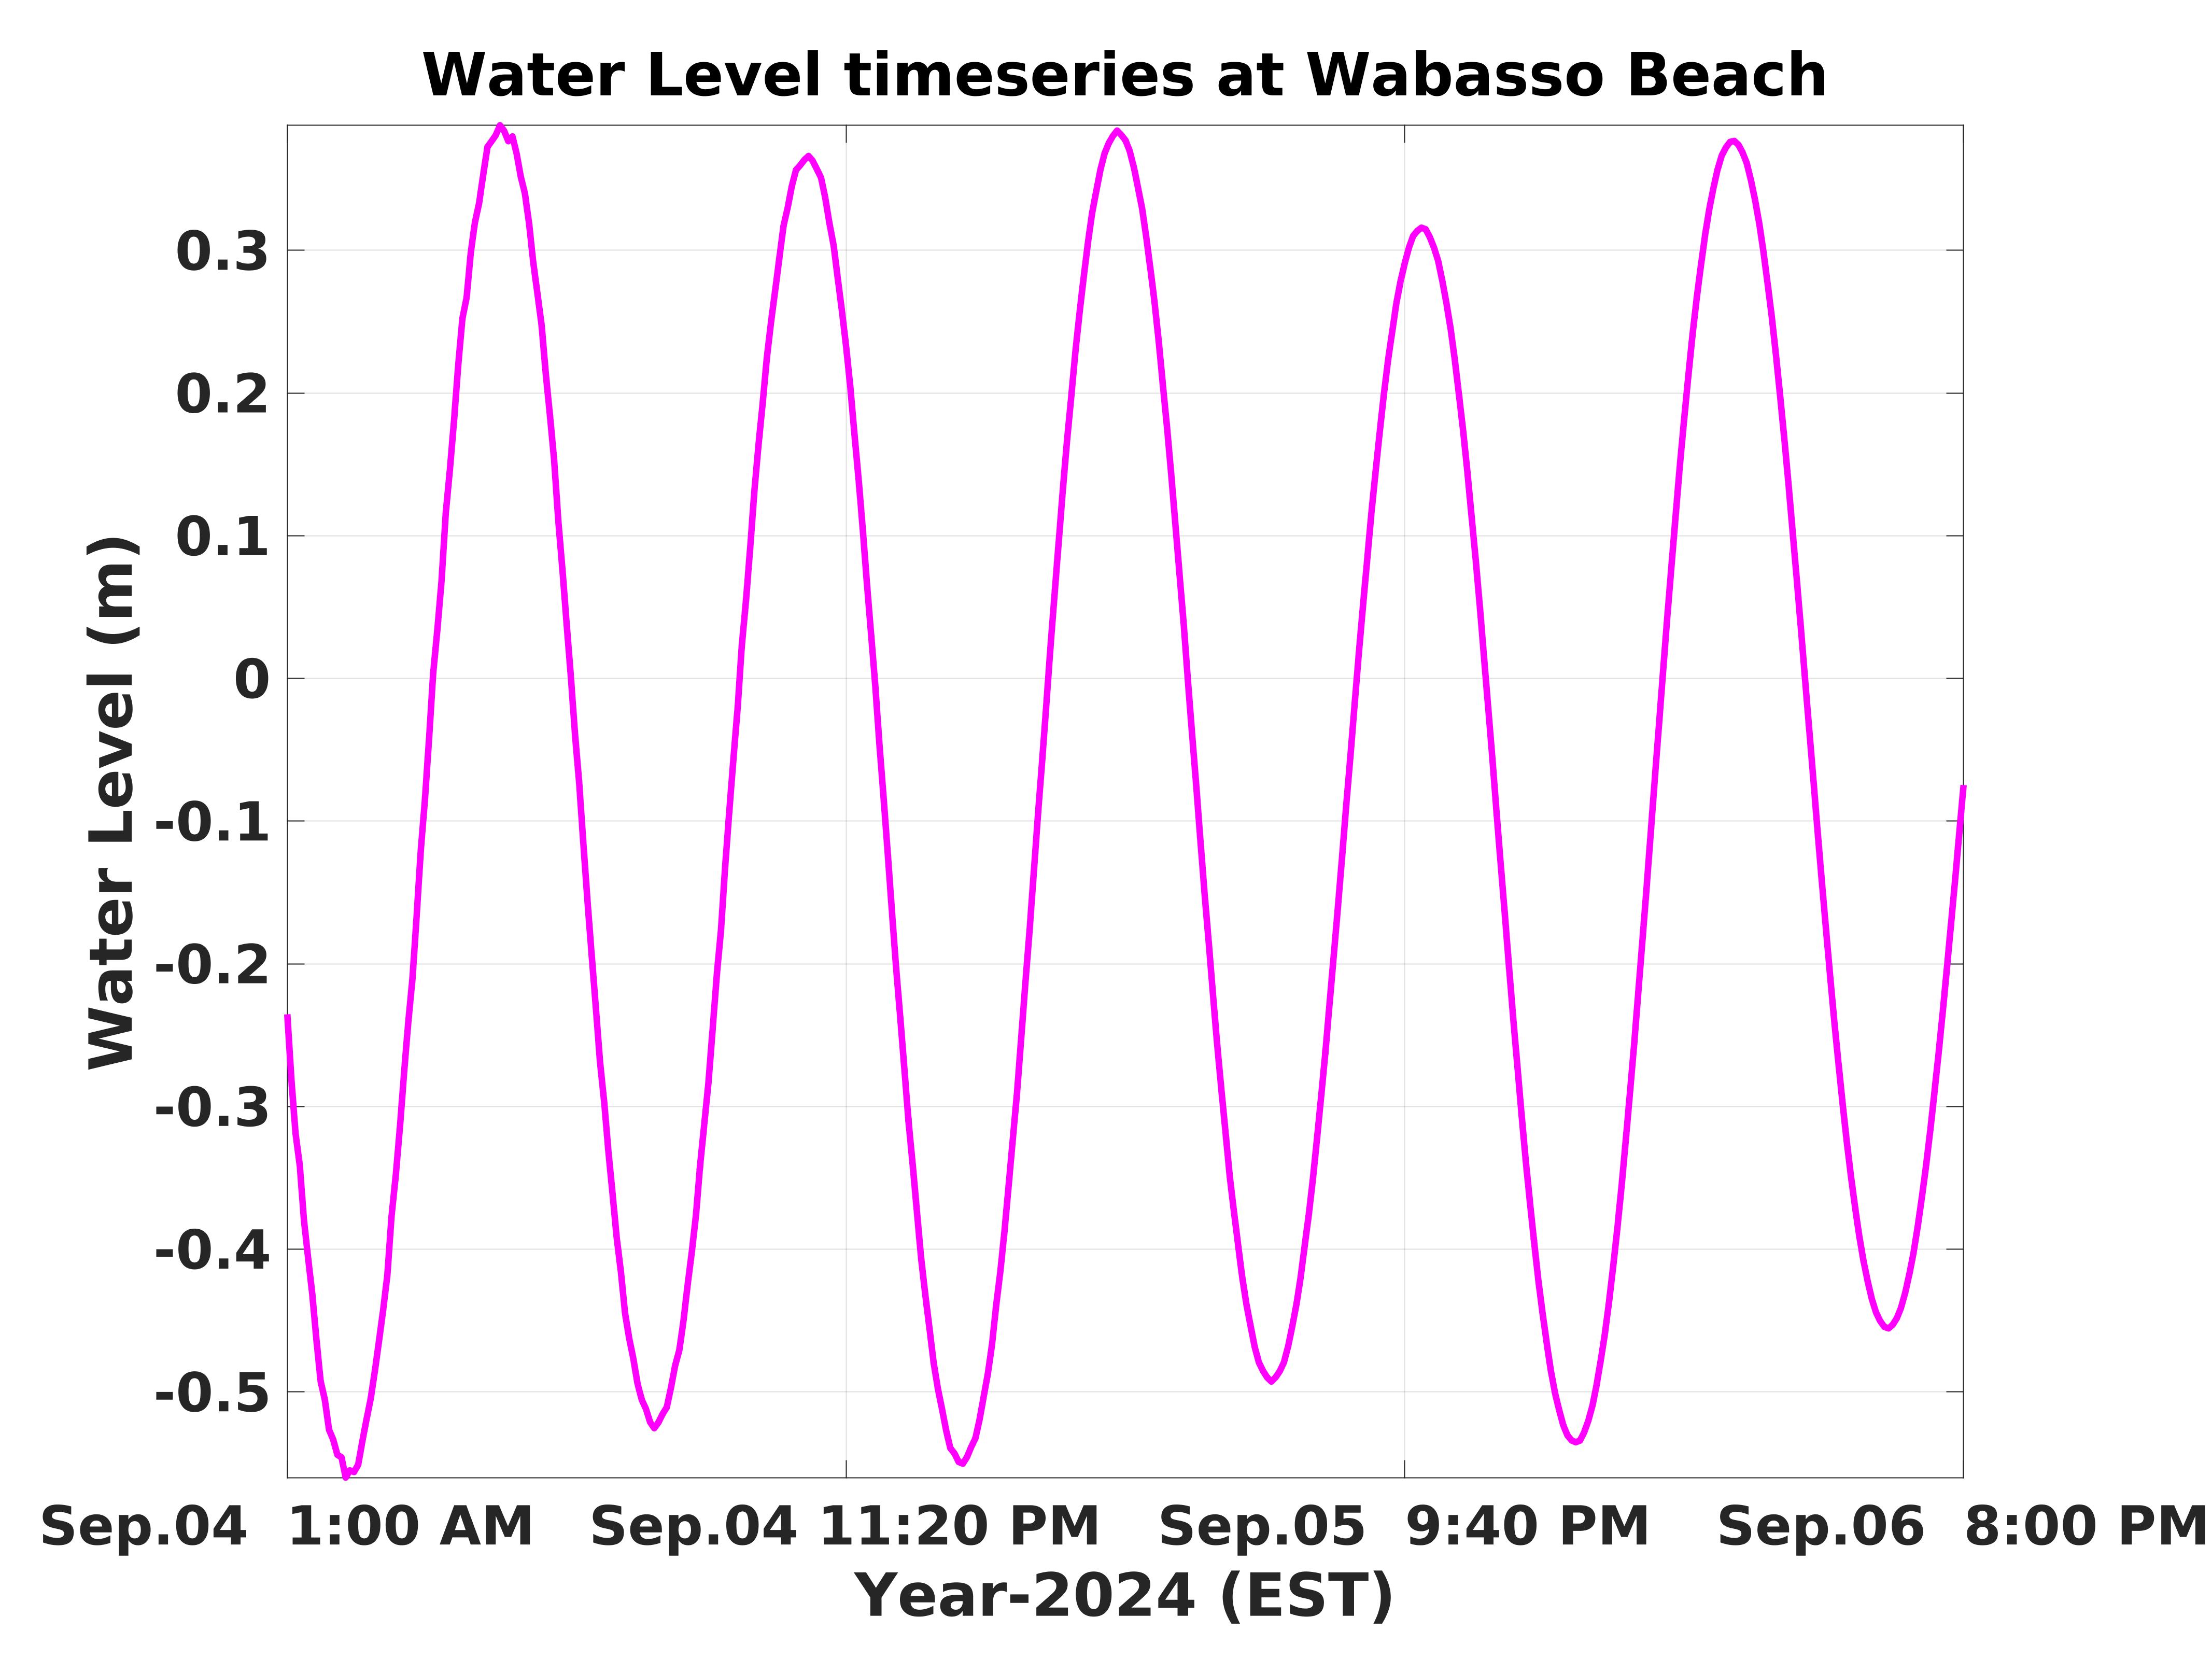 Water Level timeseries at Wabasso Beach
Water Level (m)
0.3
0.2
0.1
0
-0.1
-0.2
-0.3
-0.4
-0.5
Sep.04 1:00 AM Sep.04 11:20 PM Sep.05 9:40 PM Sep.06 8:00 PM
Year-2024 (EST)